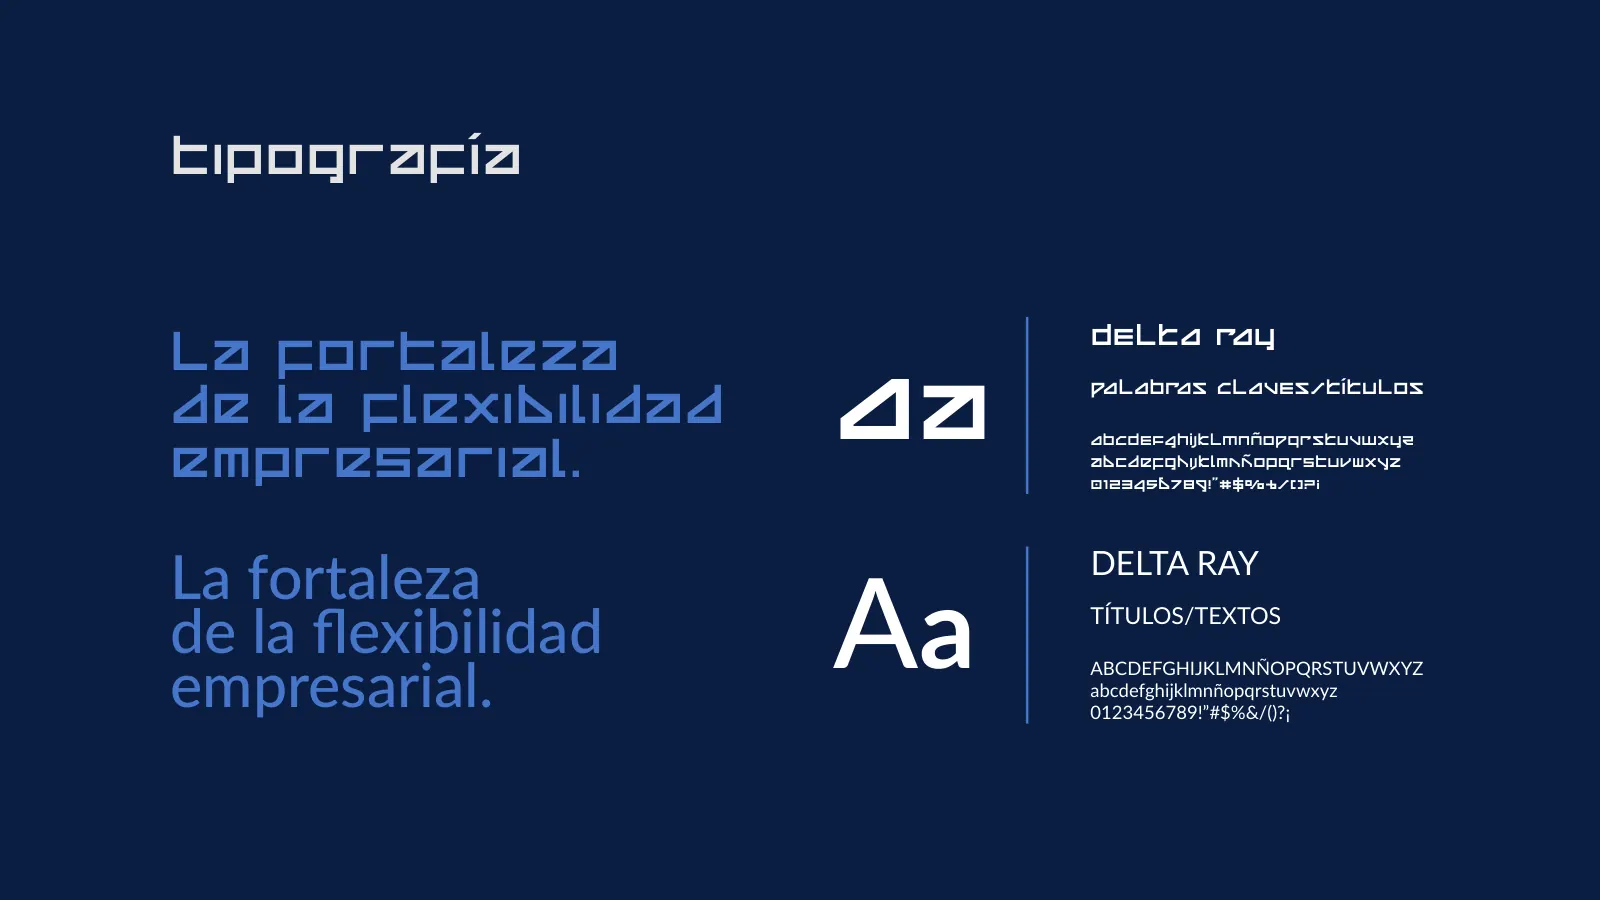 tipografía
La fortaleza
de la flexibilidad
empresarial.
Aa
delta ray
palabras claves/títulos
ABCDEFGHIJKLMNÑOPQRSTUVWXYZ
abcdefghijklmnñopqrstuvwxyz
0123456789!"#$%&/()?¡
La fortaleza
de la flexibilidad
empresarial.
Aa
DELTA RAY
TÍTULOS/TEXTOS
ABCDEFGHIJKLMNÑOPQRSTUVWXYZ
abcdefghijklmnñopqrstuvwxyz
0123456789!”#$%&/()?¡